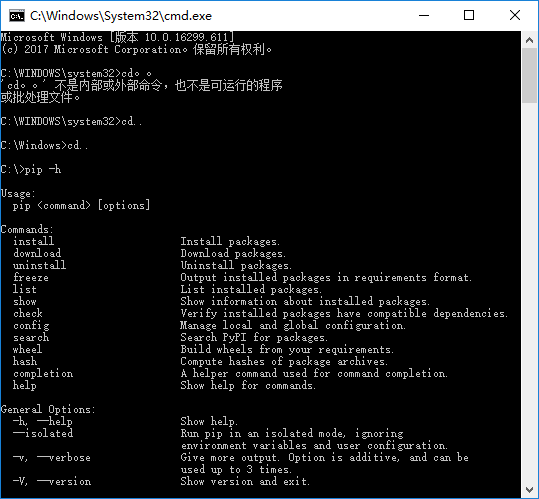 C:\Windows\System32\cmd.exe
Microsoft Windows [版本 10.0.16299.611]
(c) 2017 Microsoft Corporation。保留所有权利。
C:\WINDOWS\system32>cd。。
'cd。。' 不是内部或外部命令，也不是可运行的程序
或批处理文件。
C:\WINDOWS\system32>cd..
C:\Windows>cd..
C:\>pip -h
Usage:
pip <command> [options]
Commands:
install Install packages.
download Download packages.
uninstall Uninstall packages.
freeze Output installed packages in requirements format.
list List installed packages.
show Show information about installed packages.
check Verify installed packages have compatible dependencies.
config Manage local and global configuration.
search Search PyPI for packages.
wheel Build wheels from your requirements.
hash Compute hashes of package archives.
completion A helper command used for command completion.
help Show help for commands.
General Options:
-h, --help Show help.
--isolated Run pip in an isolated mode, ignoring
environment variables and user configuration.
-v, --verbose Give more output. Option is additive, and can be
used up to 3 times.
-V, --version Show version and exit.